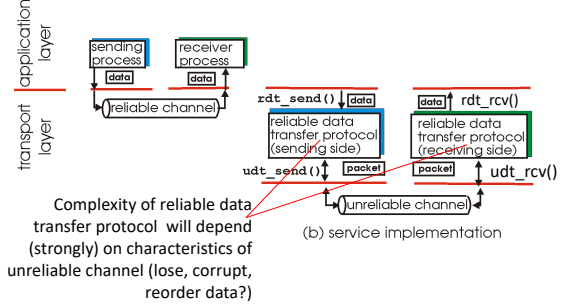 application
layer
transport
layer
sending
process
receiver
process
data
data
reliable channel
rdt_send()
data
data
rdt_rcv()
reliable data
transfer protocol
(sending side)
reliable data
transfer protocol
(receiving side)
udt_send()
packet
packet
udt_rcv()
unreliable channel
(b) service implementation
Complexity of reliable data
transfer protocol will depend
(strongly) on characteristics of
unreliable channel (lose, corrupt,
reorder data?)